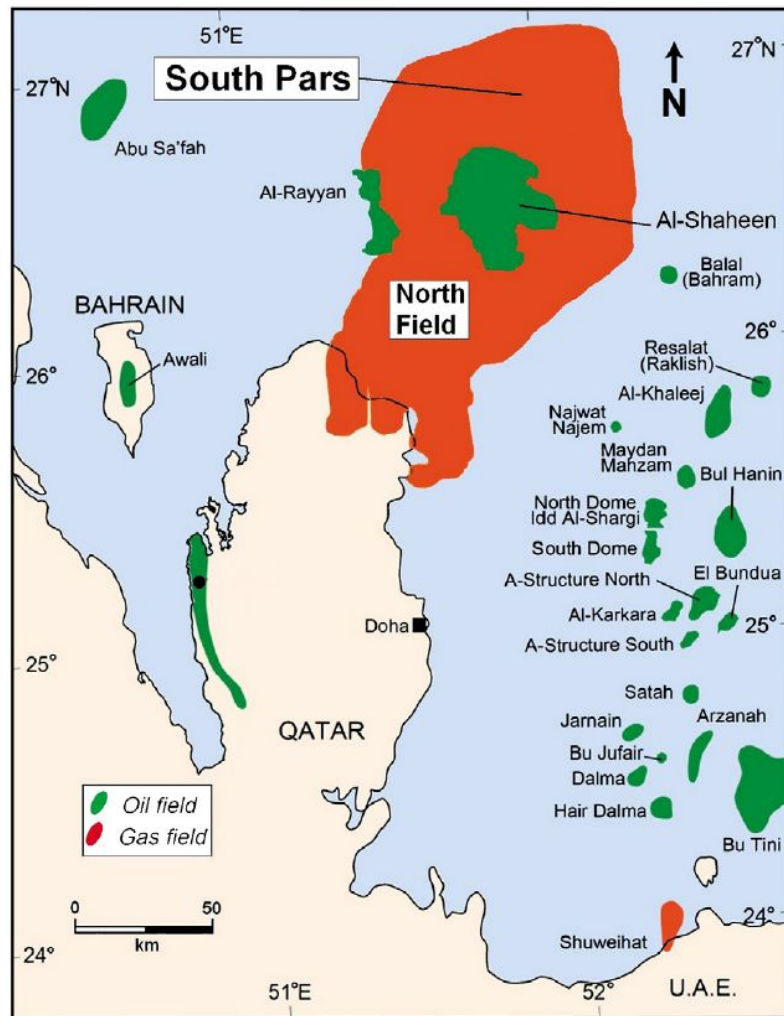 51°E
27°N
27°N
South Pars
N
Abu Sa'fah
Al-Rayyan
Al-Shaheen
Balal
(Bahram)
North
Field
BAHRAIN
Awali
26°
26°
Resalat
(Raklish)
Al-Khaleej
Najwat
Najem
Maydan
Mahzam
Bul Hanin
North Dome
Idd Al-Shargi
South Dome
El Bundua
A-Structure North
Al-Karkara
Doha
25°
A-Structure South
25°
Satah
QATAR
Jarnain
Arzanah
Bu Jufair
Dalma
Hair Dalma
Bu Tini
Oil field
Gas field
0 50
km
24°
Shuweihat
24°
51°E
52°
U.A.E.